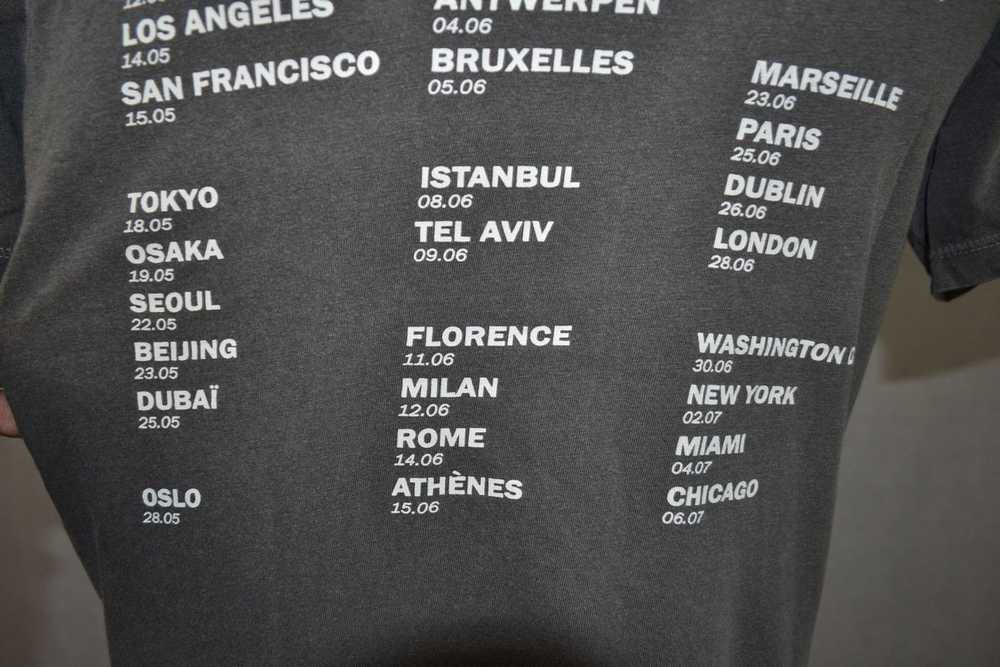 12.05
LOS ANGELES
14.05
SAN FRANCISCO
15.05
TOKYO
18.05
OSAKA
19.05
SEOUL
22.05
BEIJING
23.05
DUBAÏ
25.05
OSLO
28.05
ANTWERPEN
04.06
BRUXELLES
05.06
ISTANBUL
08.06
TEL AVIV
09.06
FLORENCE
11.06
MILAN
12.06
ROME
14.06
ATHÈNES
15.06
MARSEILLE
23.06
PARIS
25.06
DUBLIN
26.06
LONDON
28.06
WASHINGTON
30.06
NEW YORK
02.07
MIAMI
04.07
CHICAGO
06.07